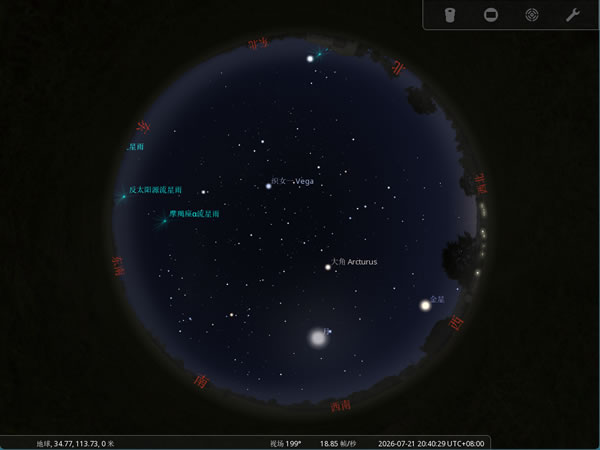 东北
北
东
星雨
织女一 Vega
西北
反太阳源流星雨
摩羯座α流星雨
大角 Arcturus
东南
金星
月
西
南
西南
地球, 34.77, 113.73, 0 米
视场 199°
18.85 帧/秒
2026-07-21 20:40:29 UTC+08:00